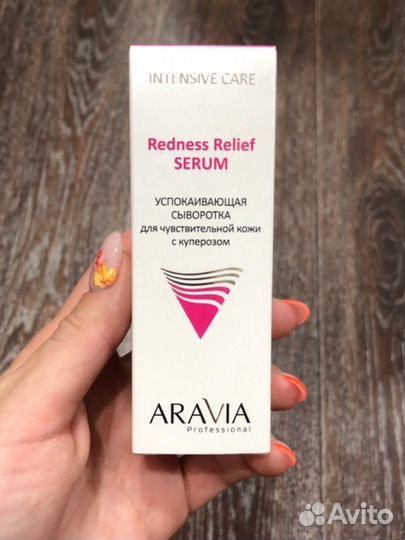 INTENSIVE CARE
Redness Relief
SERUM
УСПОКАИВАЮЩАЯ
СЫВОРОТКА
для чувствительной кожи
с куперозом
ARAVIA
Professional
Avito